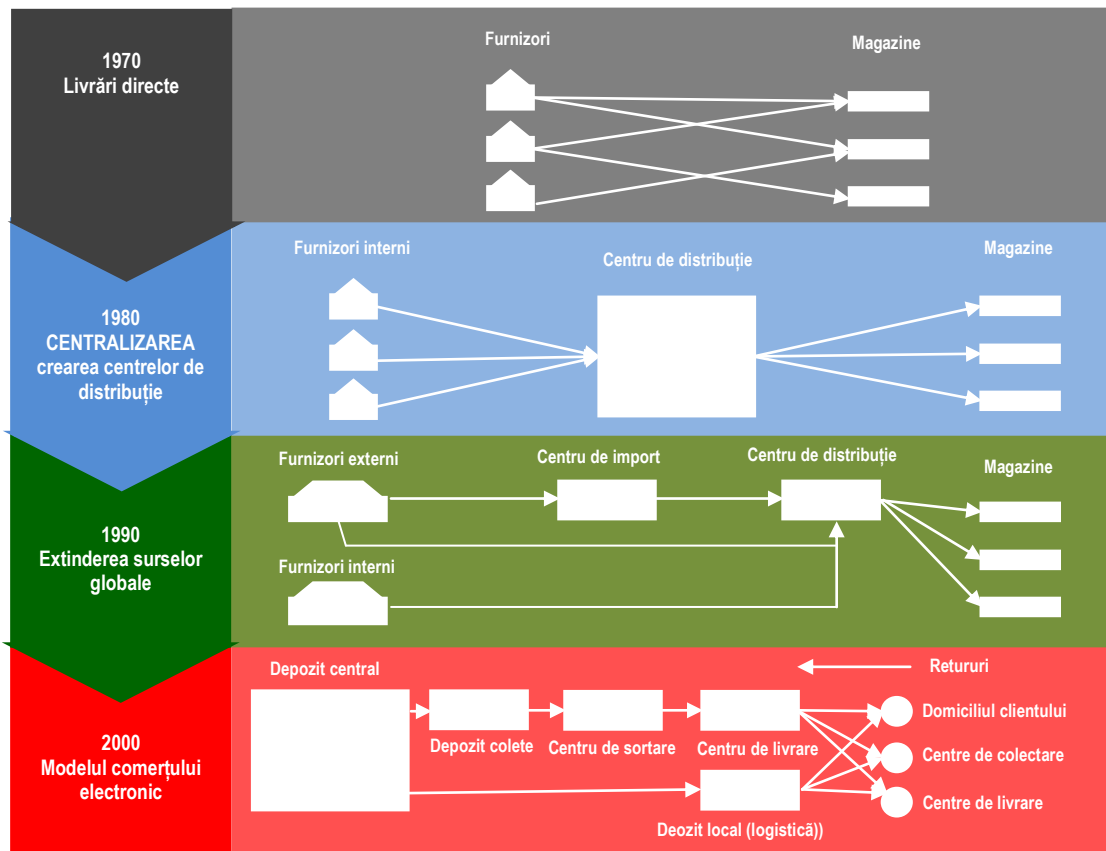 1970
Livrări directe
Furnizori
Magazine
1980
CENTRALIZAREA
crearea centrelor de
distribuție
Furnizori interni
Centru de distribuție
Magazine
1990
Extinderea surselor
globale
Furnizori externi
Centru de import
Centru de distribuție
Magazine
Furnizori interni
2000
Modelul comerțului
electronic
Depozit central
Retururi
Depozit colete
Centru de sortare
Centru de livrare
Domiciliul clientului
Centre de colectare
Centre de livrare
Deozit local (logistică))